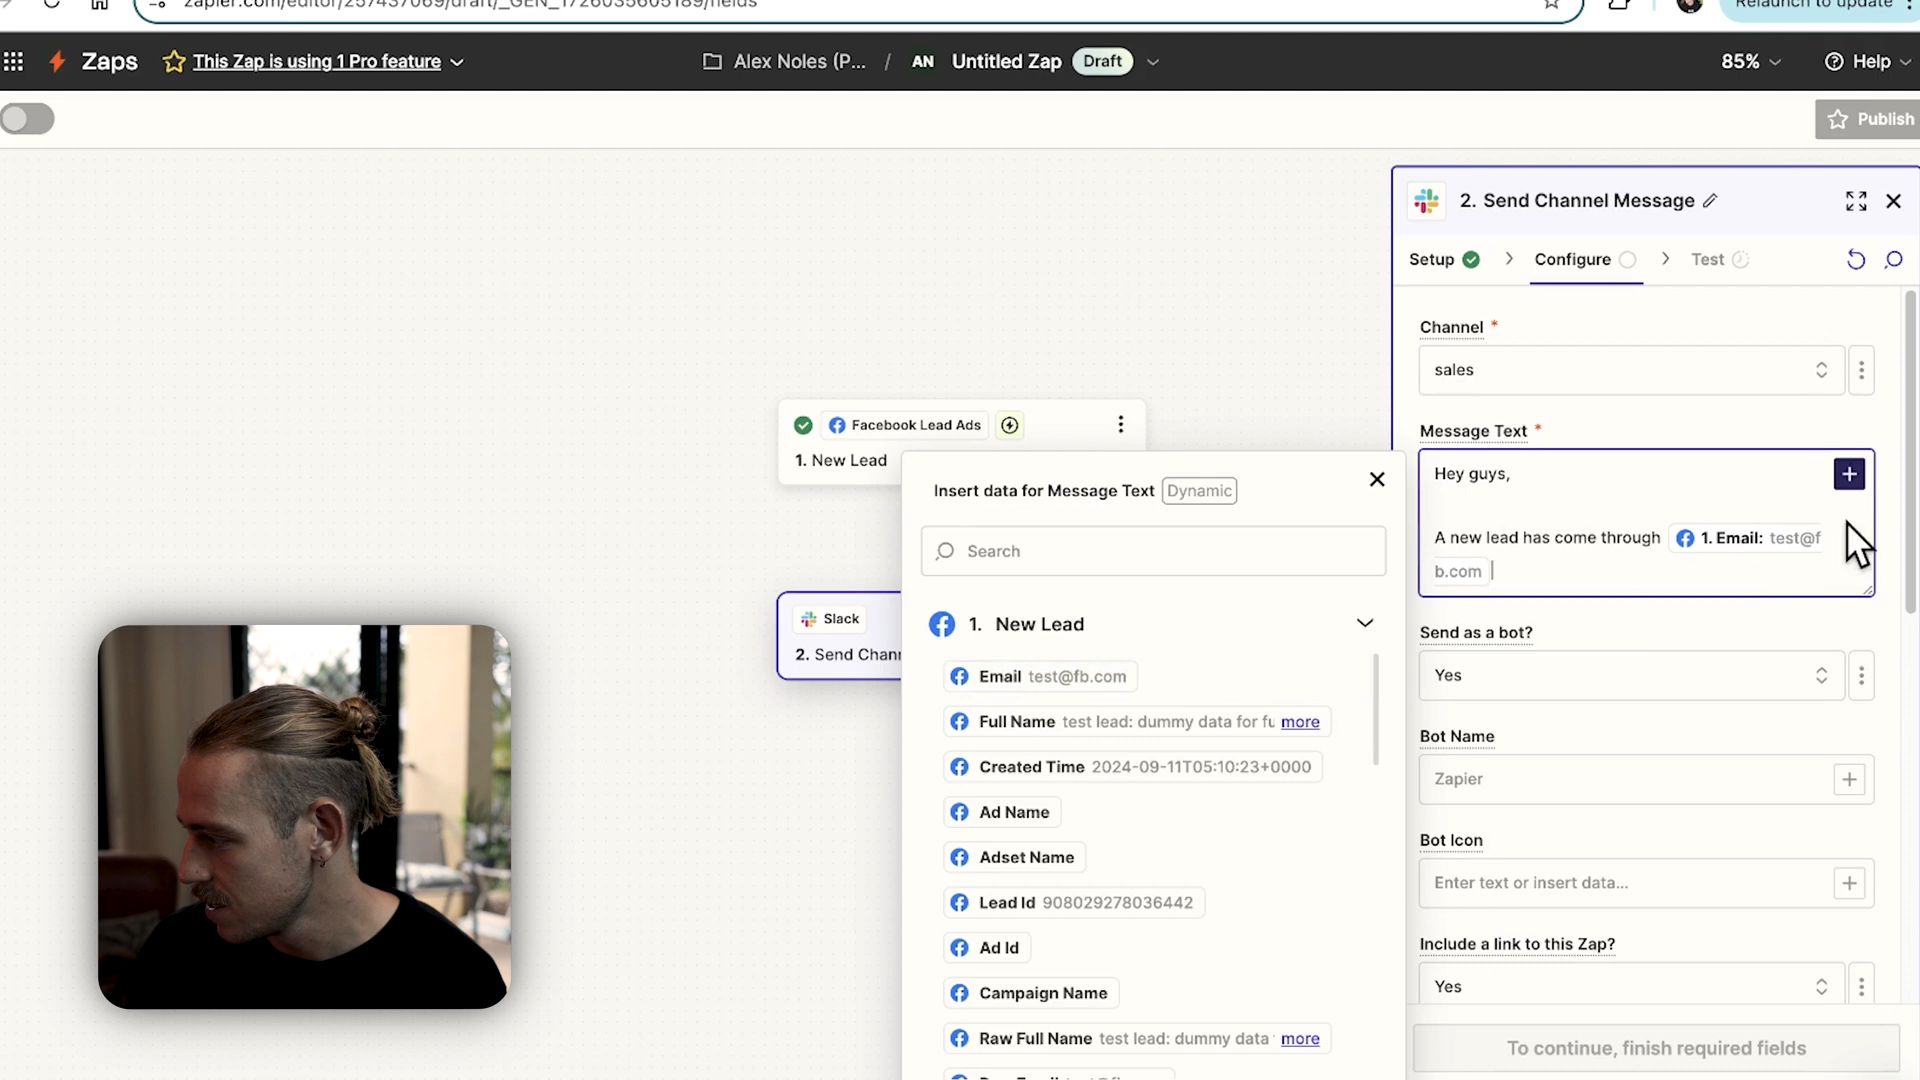 zapier.com/editor/257437069/draft/_GEN_1726035605189/fields
Relaunch to update
Zaps
This Zap is using 1 Pro feature
Alex Noles (P... / AN Untitled Zap Draft
85%
Help
Publish
2. Send Channel Message
Setup
Configure
Test
Channel *
sales
Message Text *
Hey guys,
A new lead has come through 1. Email: test@f
b.com
Send as a bot?
Yes
Bot Name
Zapier
Bot Icon
Enter text or insert data...
Include a link to this Zap?
Yes
To continue, finish required fields
Facebook Lead Ads
1. New Lead
Slack
2. Send Chann
Insert data for Message Text Dynamic
Search
1. New Lead
Email test@fb.com
Full Name test lead: dummy data for fu more
Created Time 2024-09-11T05:10:23+0000
Ad Name
Adset Name
Lead Id 908029278036442
Ad Id
Campaign Name
Raw Full Name test lead: dummy data more